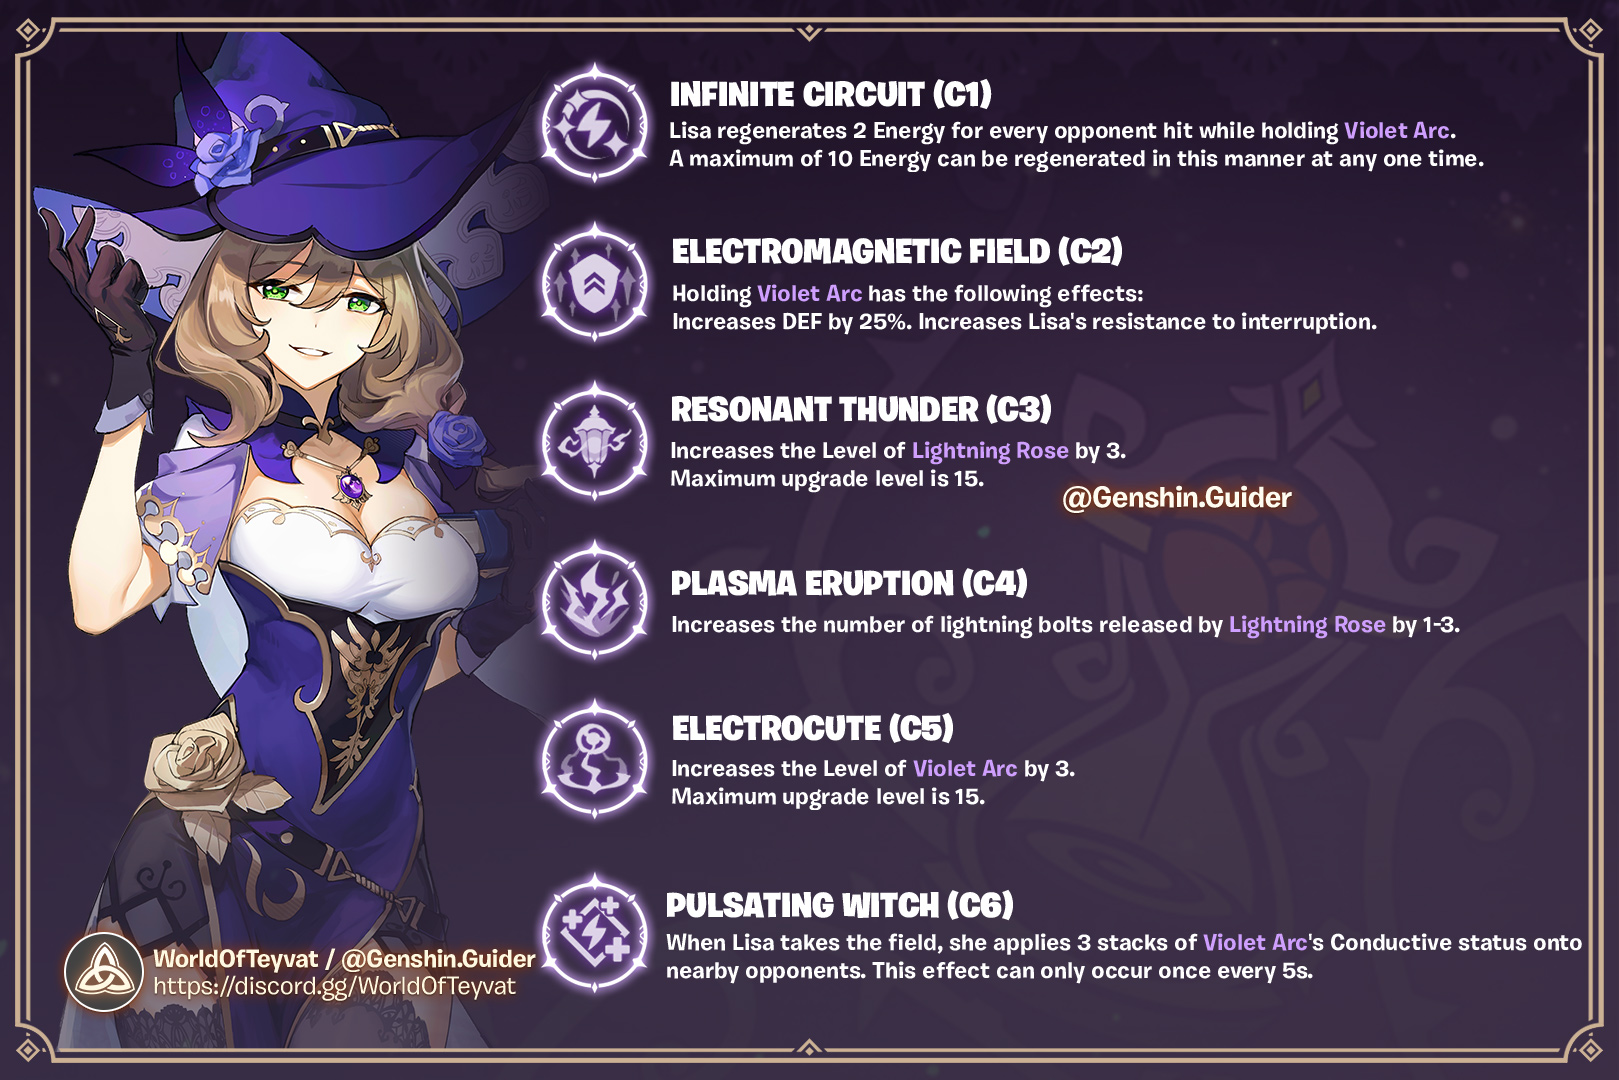 INFINITE CIRCUIT (C1)
Lisa regenerates 2 Energy for every opponent hit while holding Violet Arc.
A maximum of 10 Energy can be regenerated in this manner at any one time.
ELECTROMAGNETIC FIELD (C2)
Holding Violet Arc has the following effects:
Increases DEF by 25%. Increases Lisa's resistance to interruption.
RESONANT THUNDER (C3)
Increases the Level of Lightning Rose by 3.
Maximum upgrade level is 15.
@Genshin.Guider
PLASMA ERUPTION (C4)
Increases the number of lightning bolts released by Lightning Rose by 1-3.
ELECTROCUTE (C5)
Increases the Level of Violet Arc by 3.
Maximum upgrade level is 15.
PULSATING WITCH (C6)
When Lisa takes the field, she applies 3 stacks of Violet Arc's Conductive status onto
nearby opponents. This effect can only occur once every 5s.
WorldOfTeyvat / @Genshin.Guider
https://discord.gg/WorldOfTeyvat